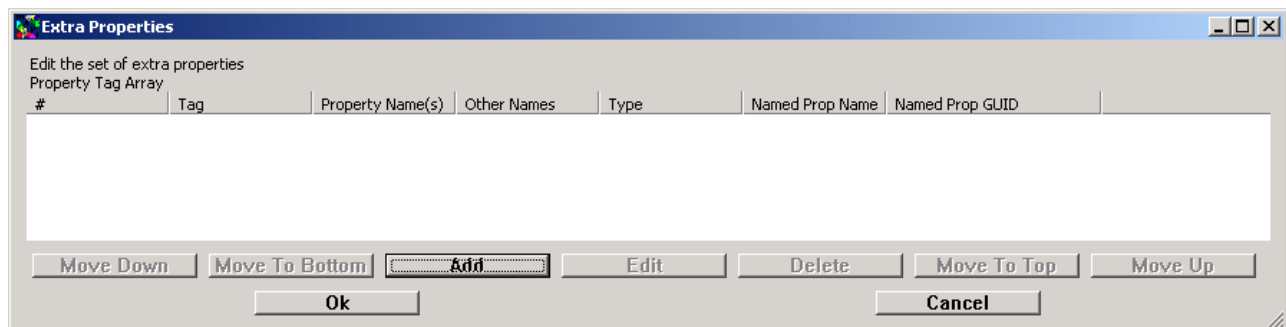 Extra Properties
Edit the set of extra properties
Property Tag Array
# Tag Property Name(s) Other Names Type Named Prop Name Named Prop GUID
Move Down Move To Bottom Add Edit Delete Move To Top Move Up
Ok Cancel